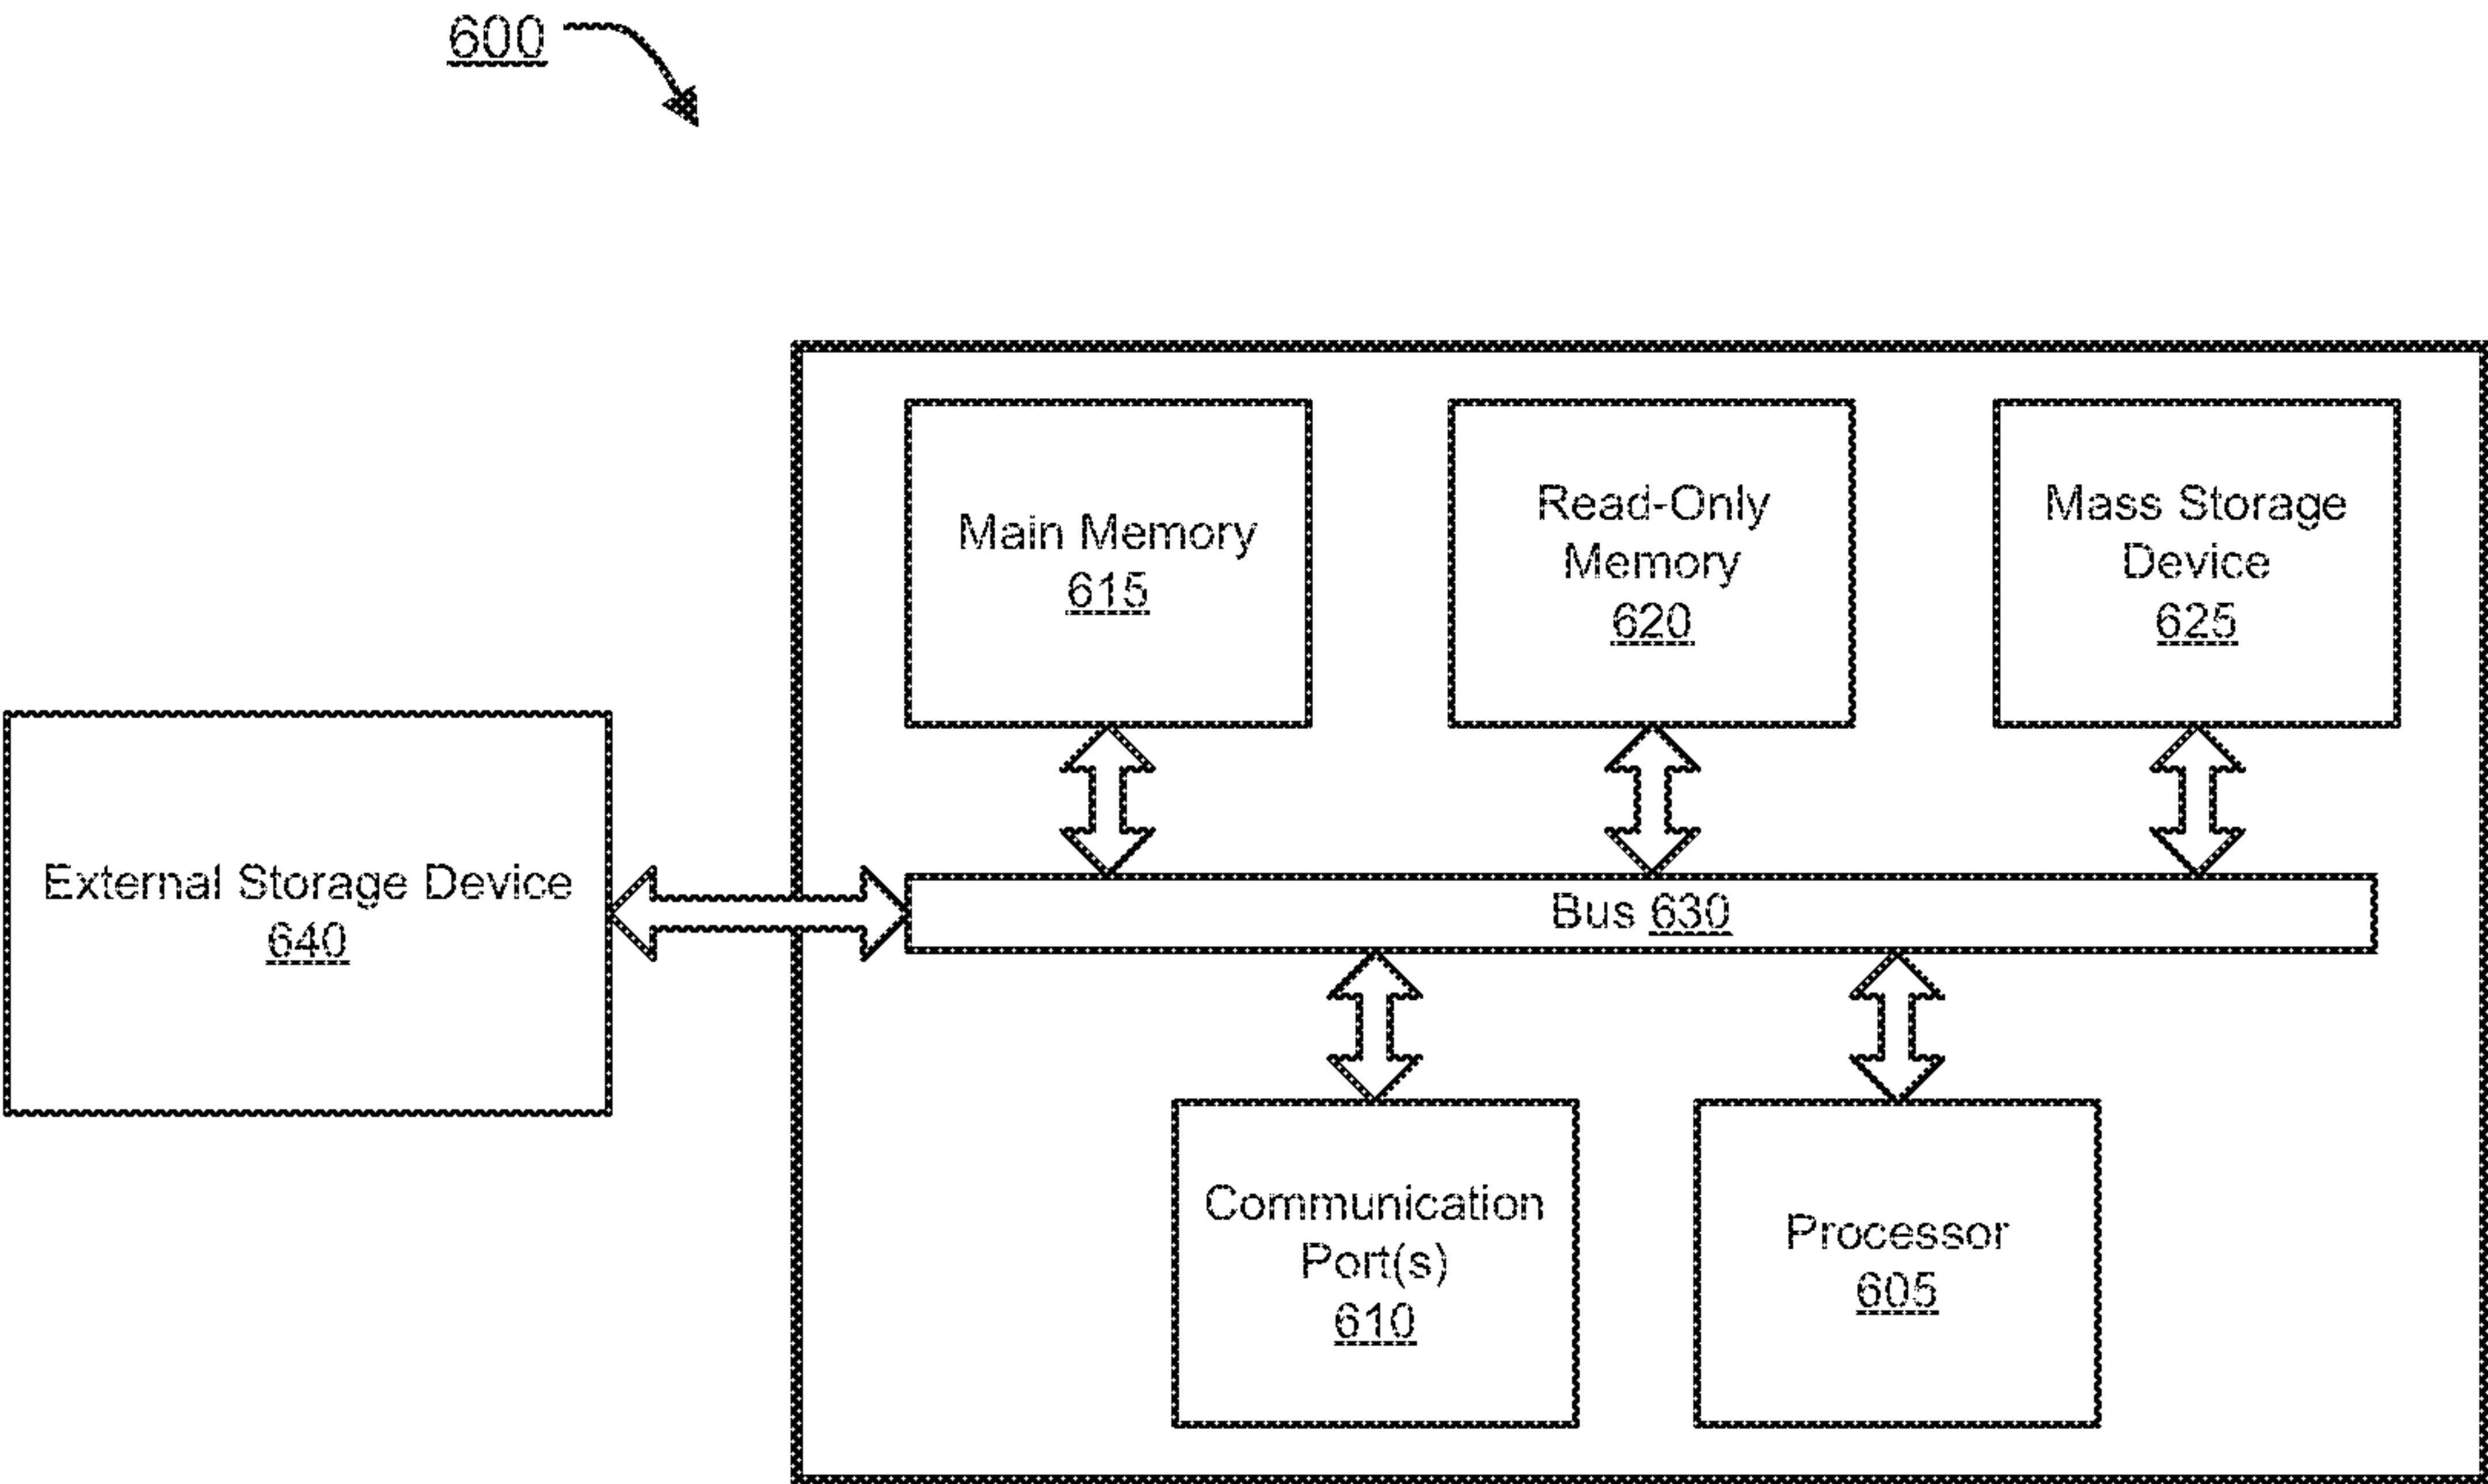 600
Main Memory
615
Read-Only
Memory
620
Mass Storage
Device
625
External Storage Device
640
Bus 630
Communication
Port(s)
610
Processor
605